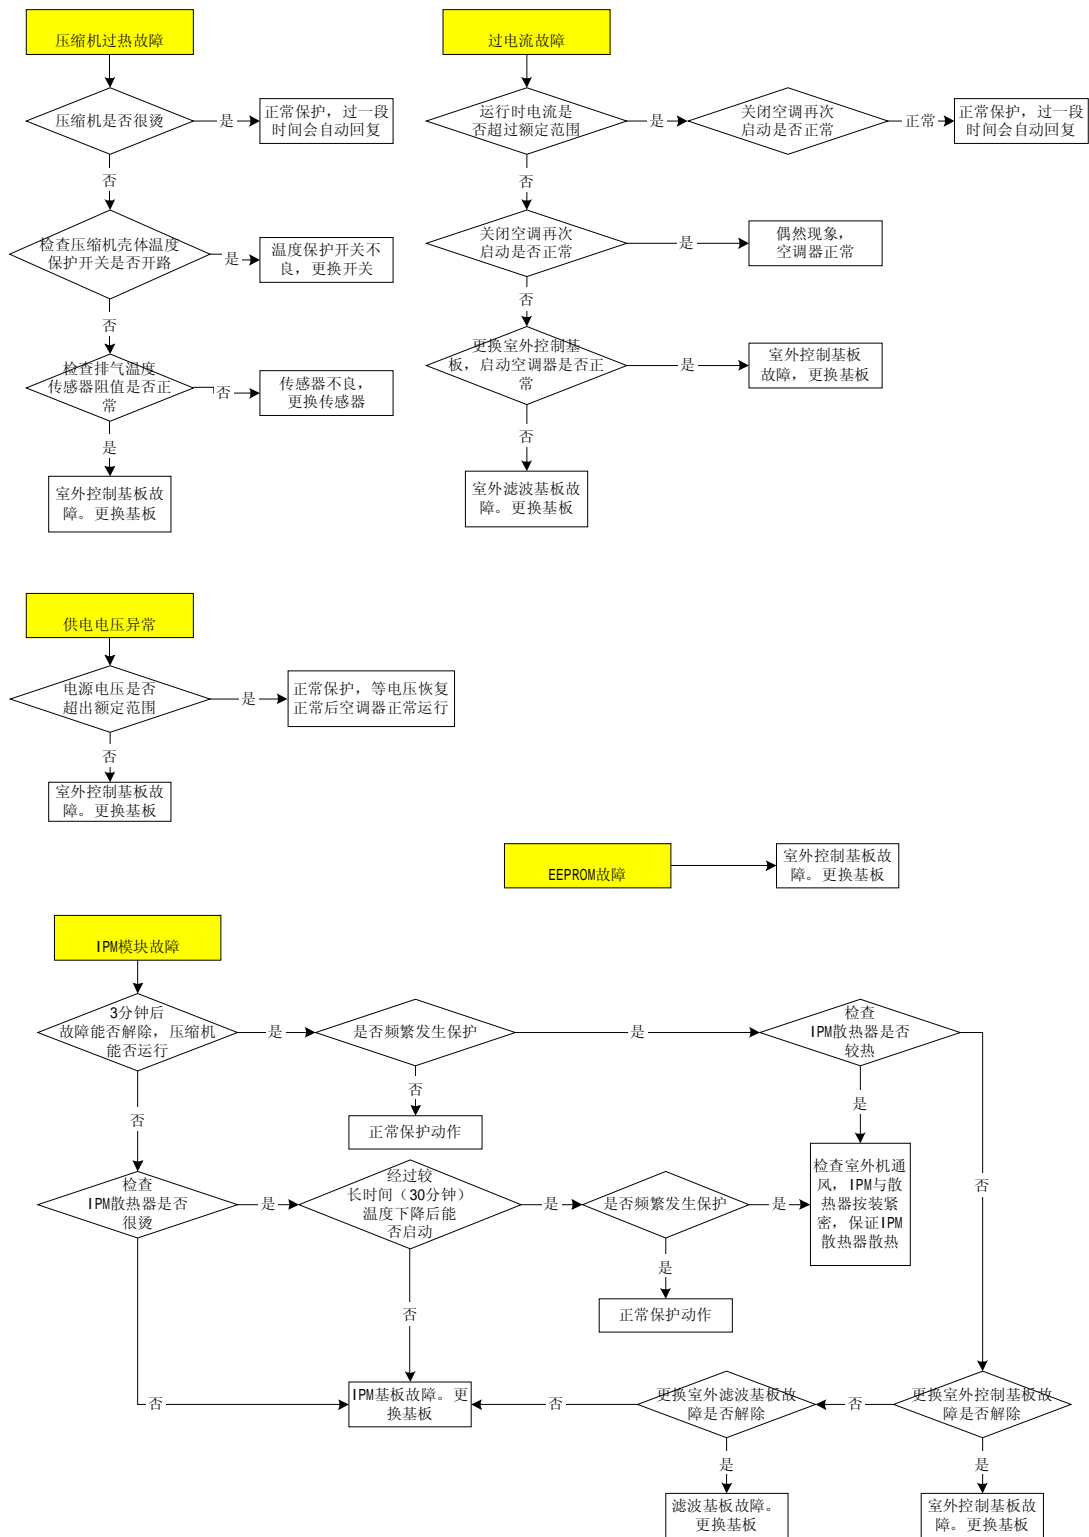 压缩机过热故障
压缩机是否很烫
是
正常保护，过一段
时间会自动回复
否
检查压缩机壳体温度
保护开关是否开路
是
温度保护开关不
良，更换开关
否
检查排气温度
传感器阻值是否正
常
否
传感器不良，
更换传感器
是
室外控制基板故
障。更换基板
过电流故障
运行时电流是
否超过额定范围
是
关闭空调再次
启动是否正常
正常
正常保护，过一段
时间会自动回复
否
关闭空调再次
启动是否正常
是
偶然现象，
空调器正常
否
更换室外控制基
板，启动空调器是否正
常
是
室外控制基板
故障，更换基板
否
室外滤波基板故
障。更换基板
供电电压异常
电源电压是否
超出额定范围
是
正常保护，等电压恢复
正常后空调器正常运行
否
室外控制基板故
障。更换基板
EEPROM故障
室外控制基板故
障。更换基板
IPM模块故障
3分钟后
故障能否解除，压缩机
能否运行
是
是否频繁发生保护
是
检查
IPM散热器是否
较热
否
正常保护动作
是
否
否
检查
IPM散热器是否
很烫
是
经过较
长时间（30分钟）
温度下降后能
否启动
是
是否频繁发生保护
是
检查室外机通
风，IPM与散
热器按装紧
密，保证IPM
散热器散热
是
正常保护动作
否
否
IPM基板故障。更
换基板
否
更换室外滤波基板故
障是否解除
否
更换室外控制基板故
障是否解除
是
滤波基板故障。
更换基板
是
室外控制基板故
障。更换基板